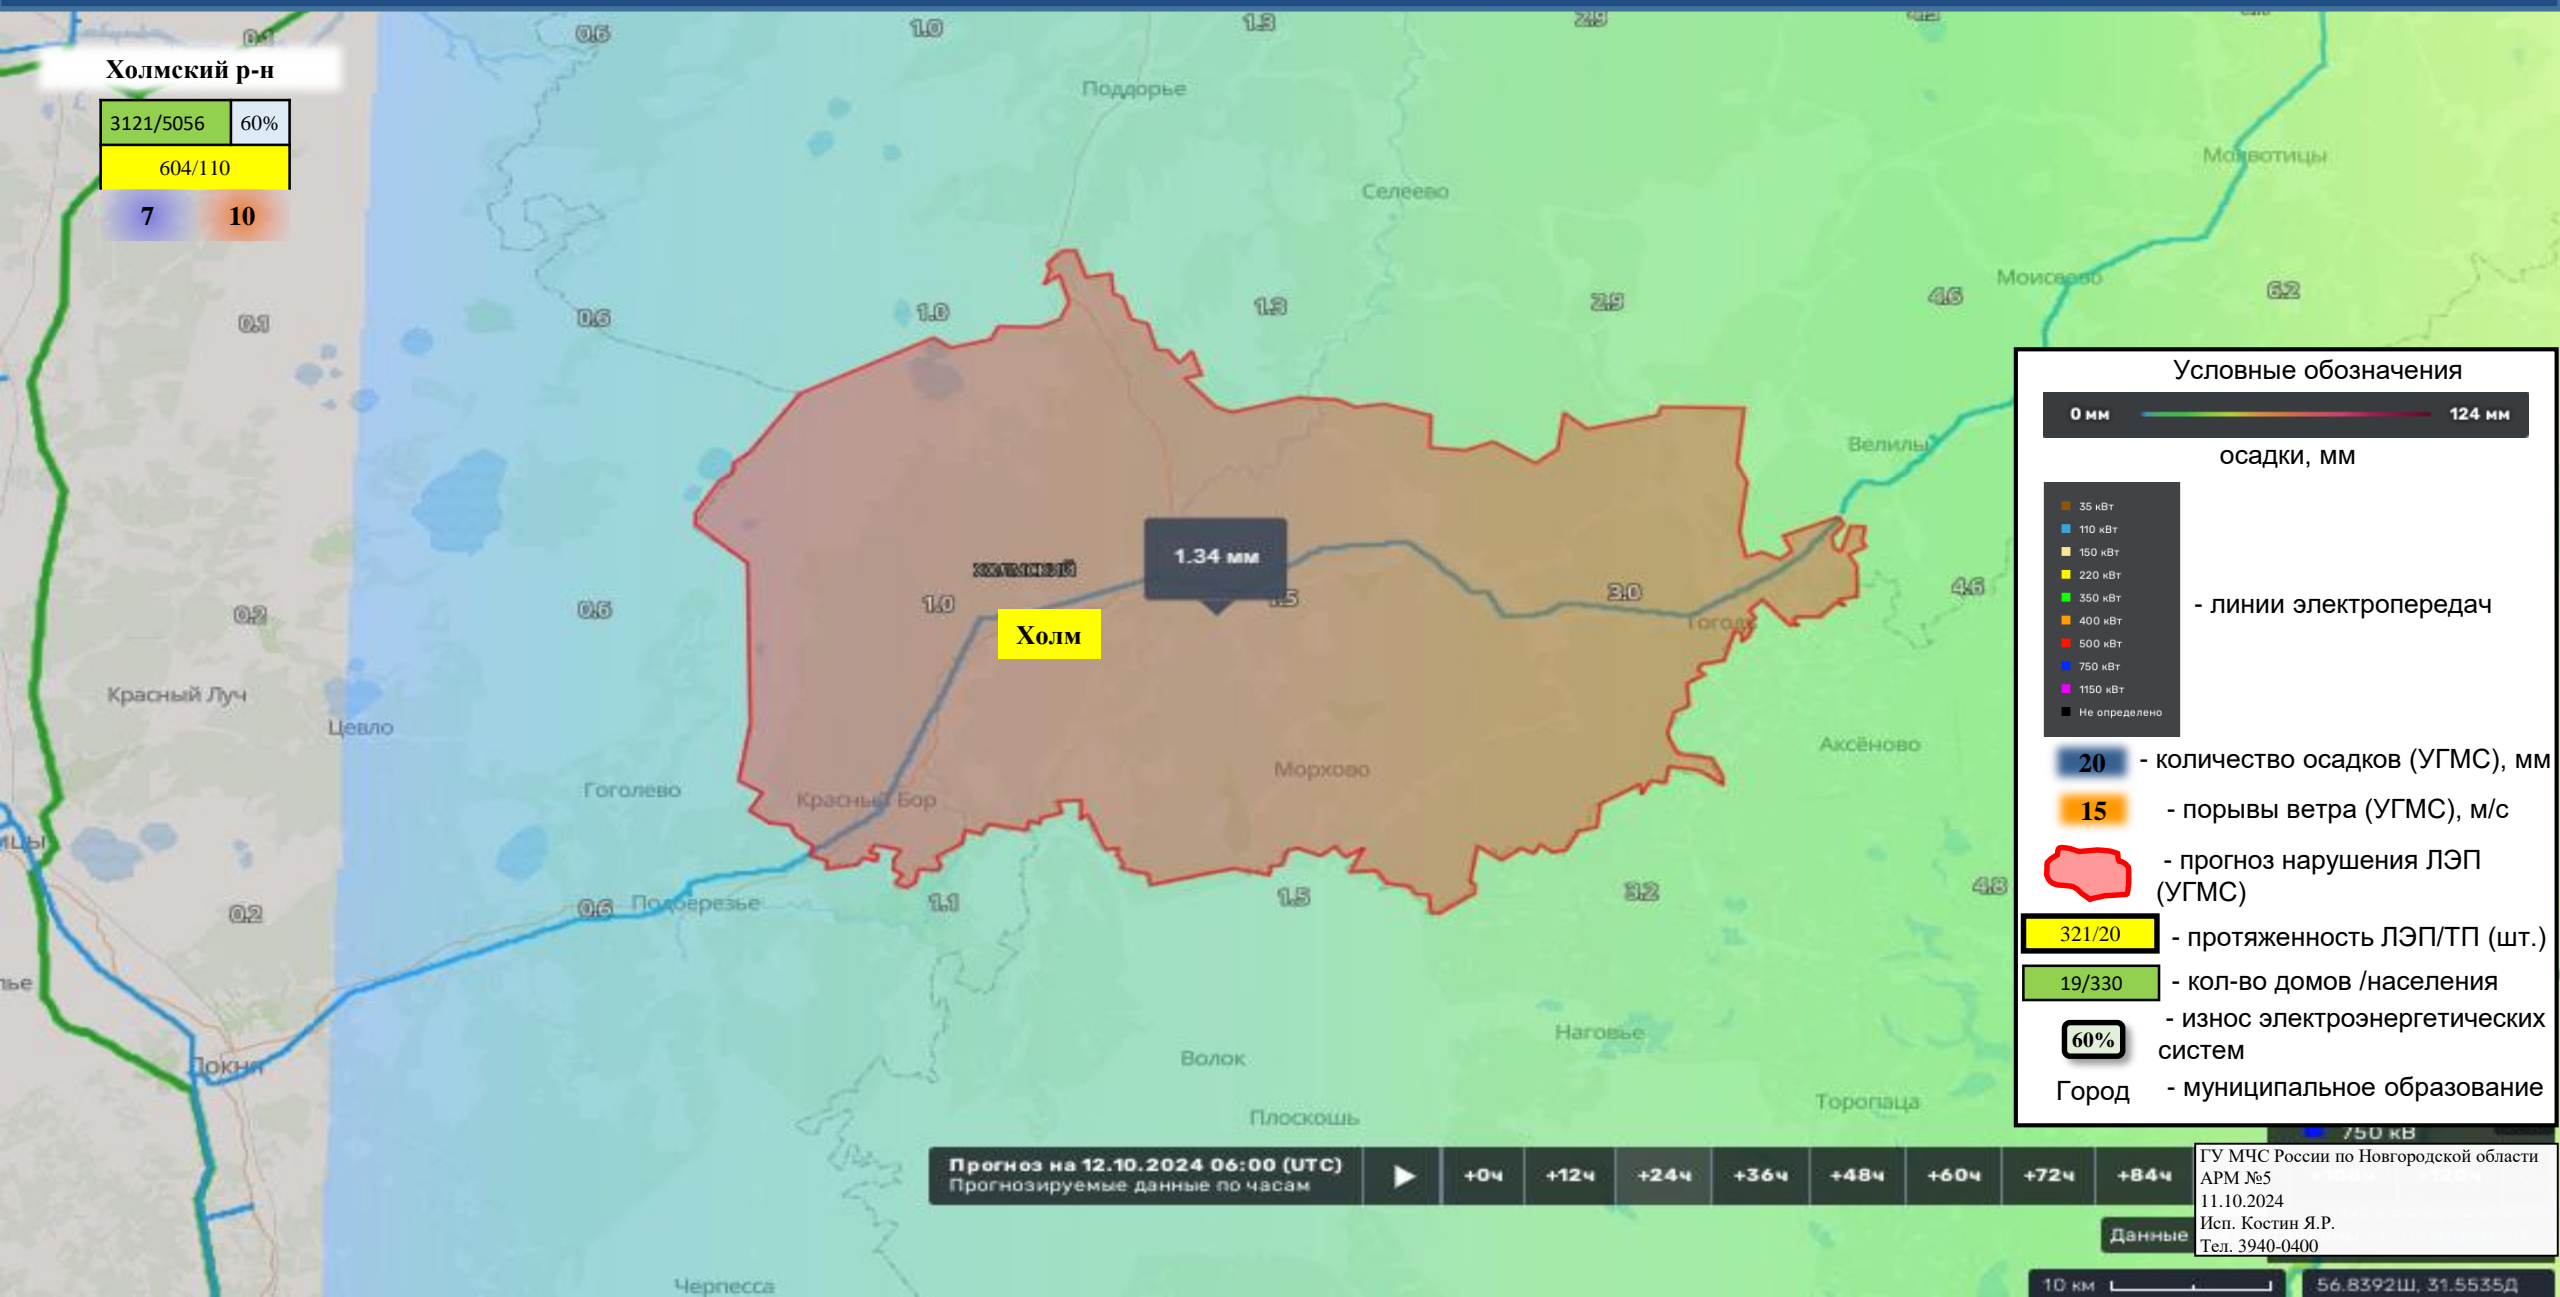 0.1
0.6
1.0
1.3
2.9
Холмский р-н
3121/5056 60%
604/110
7 10
Поддорье
Селеево
Молвотицы
Моисеево
0.1
0.6
1.0
1.3
2.9
4.6
6.2
Велилы
ХОЛМСКИЙ
1.34 мм
0.2
0.6
1.0
3.0
4.6
Холм
Красный Луч
Цевло
Гоголево
Красный Бор
Морхово
Аксёново
0.2
0.6
Подберезье
1.1
1.5
3.2
4.8
Локня
Наговье
Волок
Плоскошь
Торопаца
Черпесса
Условные обозначения
0 мм 124 мм
осадки, мм
35 кВт
110 кВт
150 кВт
220 кВт
350 кВт
400 кВт
500 кВт
750 кВт
1150 кВт
Не определено
- линии электропередач
20 - количество осадков (УГМС), мм
15 - порывы ветра (УГМС), м/с
- прогноз нарушения ЛЭП
(УГМС)
321/20 - протяженность ЛЭП/ТП (шт.)
19/330 - кол-во домов /населения
- износ электроэнергетических
60% систем
Город - муниципальное образование
750 кВ
Прогноз на 12.10.2024 06:00 (UTC)
Прогнозируемые данные по часам
+0ч +12ч +24ч +36ч +48ч +60ч +72ч +84ч
ГУ МЧС России по Новгородской области
АРМ №5
11.10.2024
Исп. Костин Я.Р.
Тел. 3940-0400
Данные
10 км
56.8392Ш, 31.5535Д